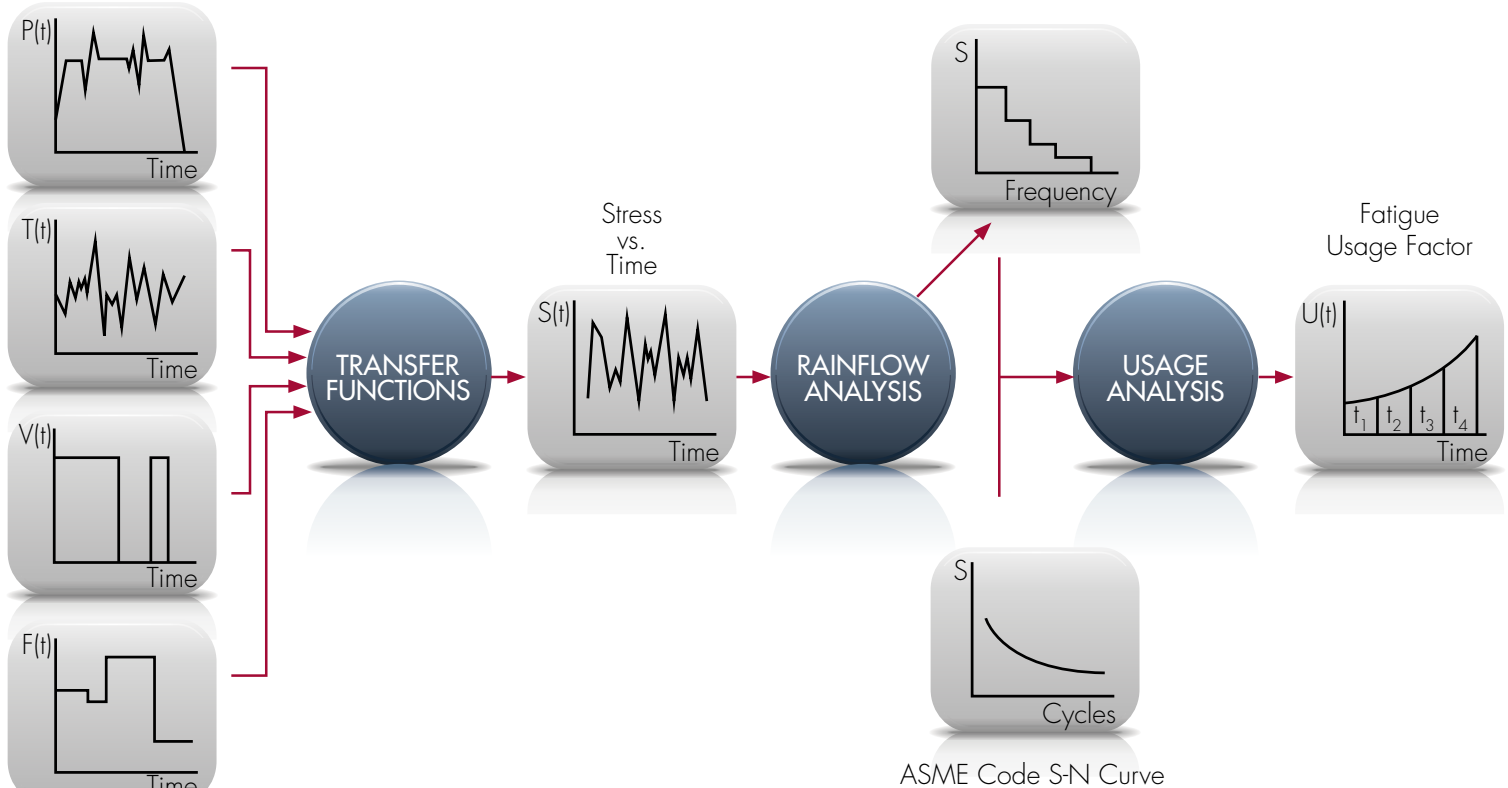 P(t)
Time
T(t)
Time
V(t)
Time
F(t)
Time
TRANSFER
FUNCTIONS
Stress
vs.
Time
S(t)
Time
RAINFLOW
ANALYSIS
S
Frequency
S
Cycles
ASME Code S-N Curve
USAGE
ANALYSIS
Fatigue
Usage Factor
U(t)
t1 t2 t3 t4
Time